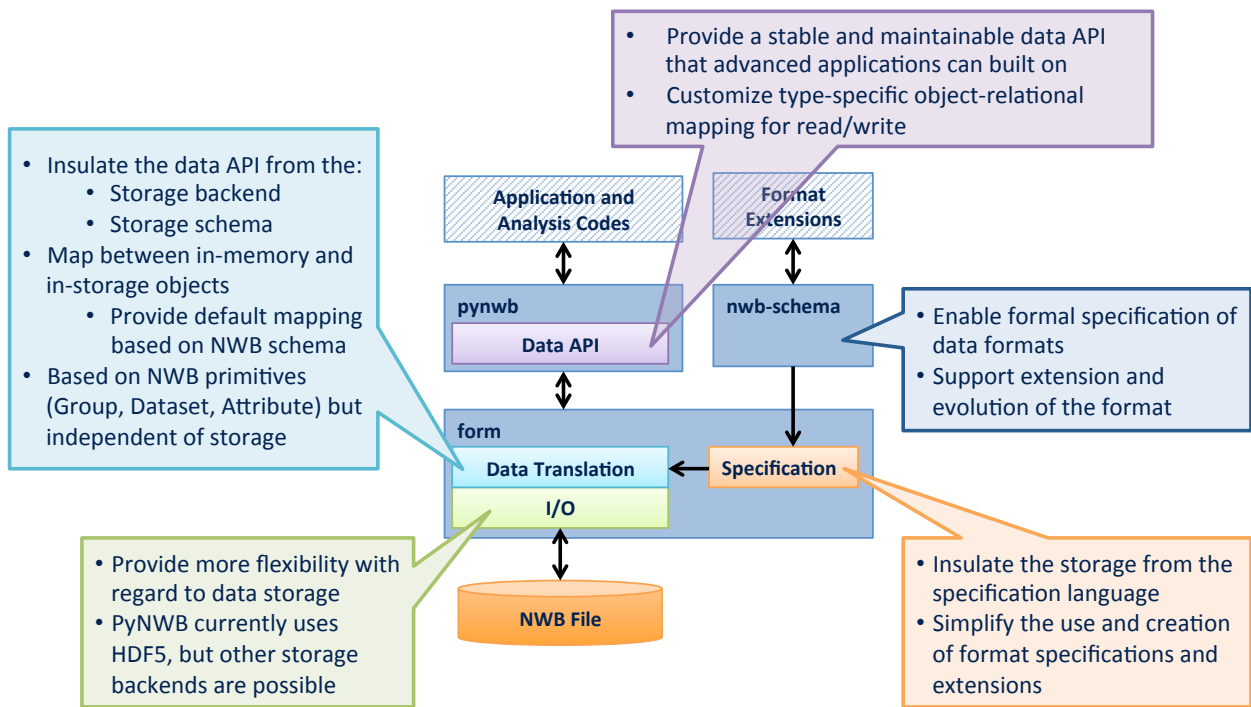 • Provide a stable and maintainable data API
that advanced applications can built on
• Customize type-specific object-relational
mapping for read/write
• Insulate the data API from the:
• Storage backend
• Storage schema
• Map between in-memory and
in-storage objects
• Provide default mapping
based on NWB schema
• Based on NWB primitives
(Group, Dataset, Attribute) but
independent of storage
Application and
Analysis Codes
Format
Extensions
pynwb
Data API
nwb-schema
• Enable formal specification of
data formats
• Support extension and
evolution of the format
form
Data Translation
Specification
I/O
• Provide more flexibility with
regard to data storage
• PyNWB currently uses
HDF5, but other storage
backends are possible
NWB File
• Insulate the storage from the
specification language
• Simplify the use and creation
of format specifications and
extensions